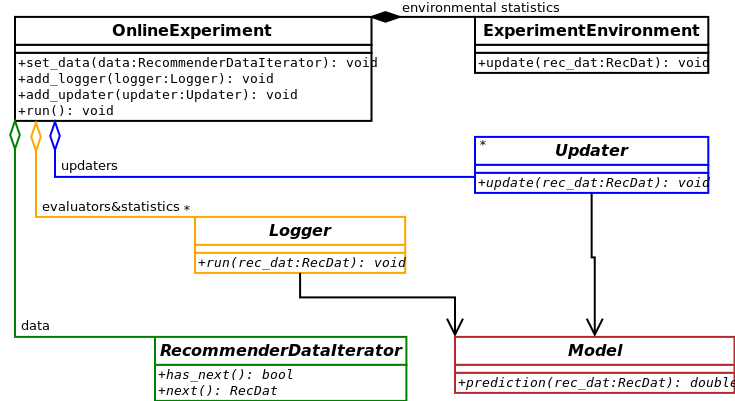 environmental statistics
OnlineExperiment
+set_data(data:RecommenderDataIterator): void
+add_logger(logger:Logger): void
+add_updater(updater:Updater): void
+run(): void
ExperimentEnvironment
+update(rec_dat:RecDat): void
updaters
*
Updater
+update(rec_dat:RecDat): void
evaluators&statistics *
Logger
+run(rec_dat:RecDat): void
data
RecommenderDataIterator
+has_next(): bool
+next(): RecDat
Model
+prediction(rec_dat:RecDat): double